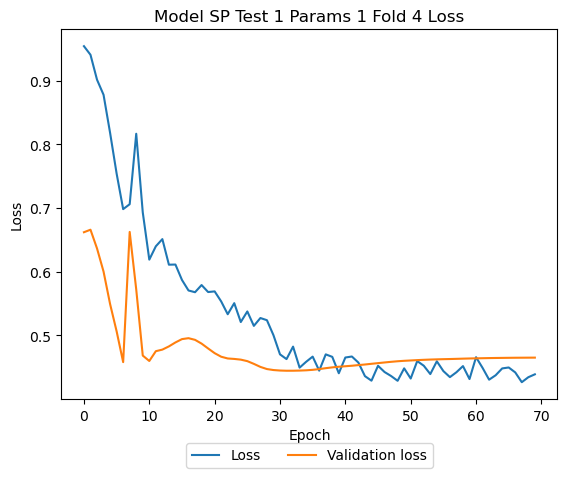 Model SP Test 1 Params 1 Fold 4 Loss
0.9
0.8
0.7
0.6
0.5
Loss
0 10 20 30 40 50 60 70
Epoch
Loss Validation loss